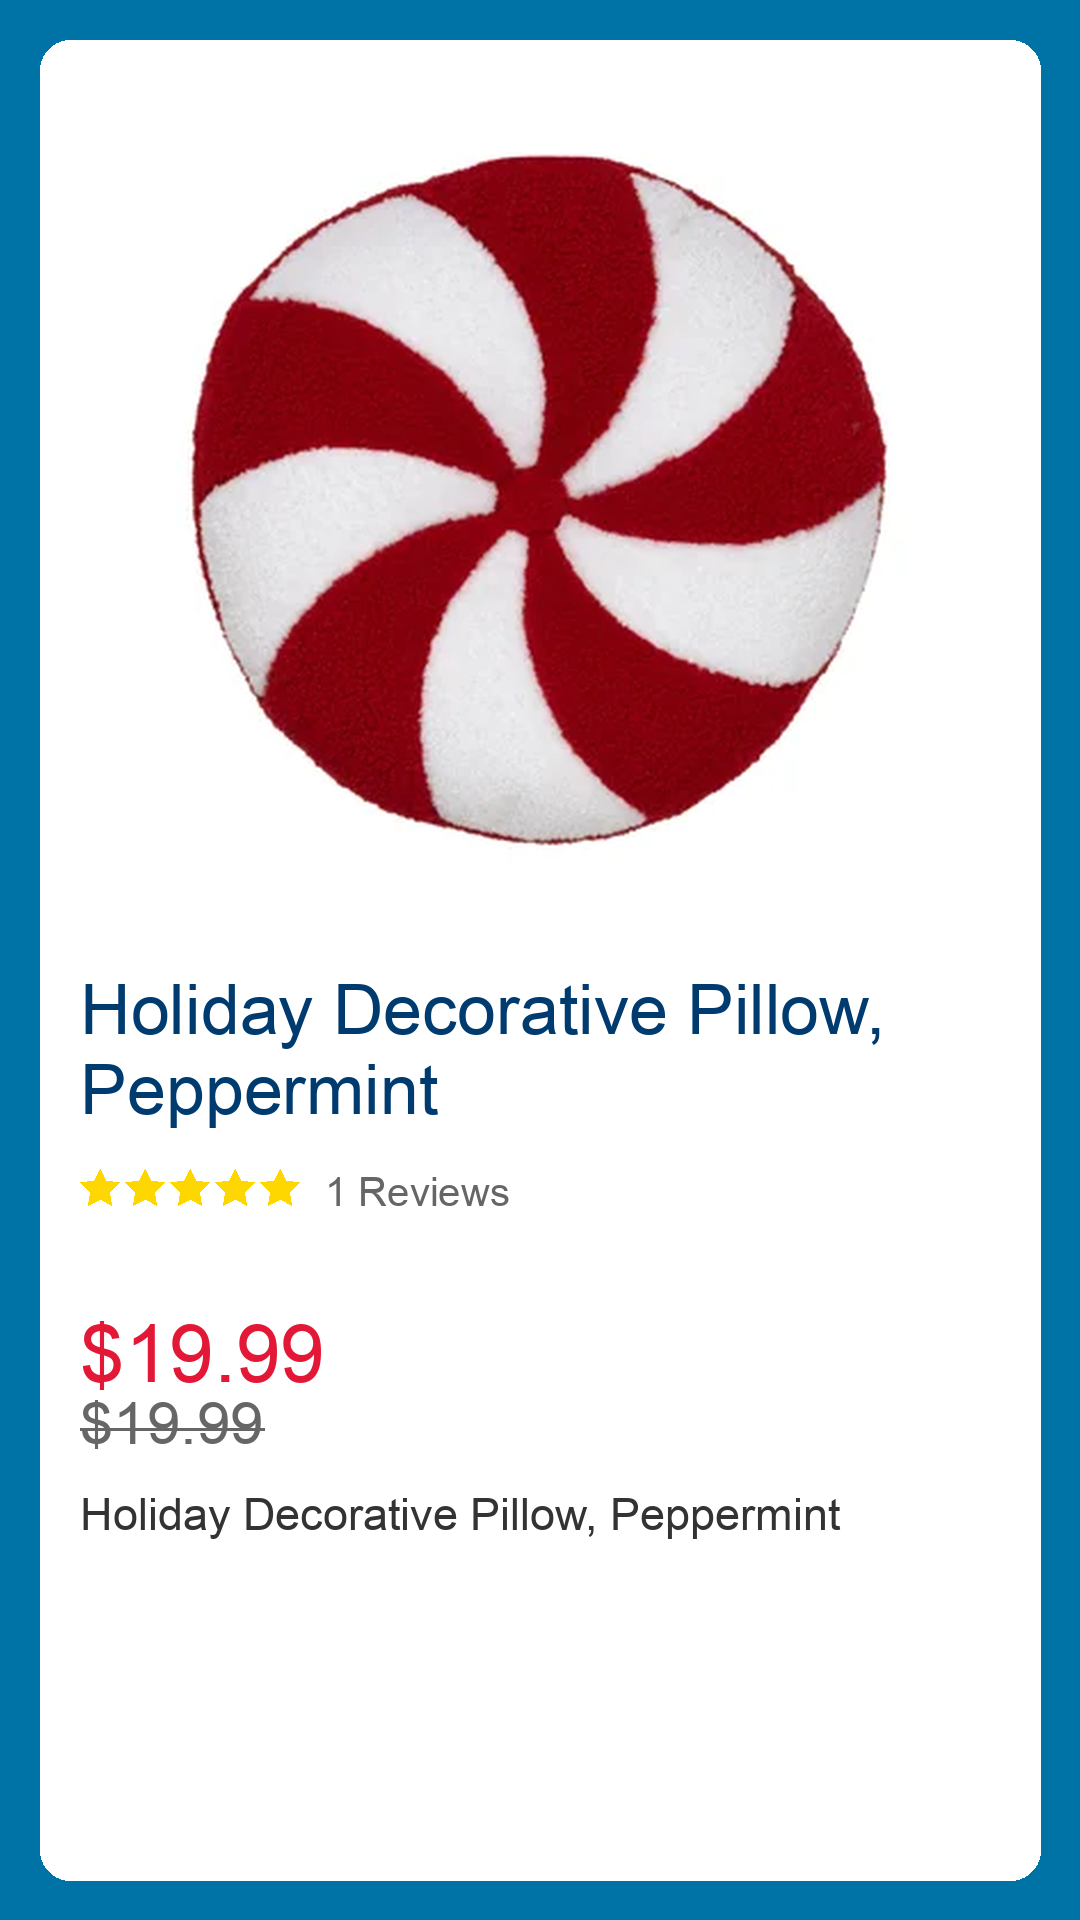 Holiday Decorative Pillow,
Peppermint
1 Reviews
$19.99
$19.99
Holiday Decorative Pillow, Peppermint